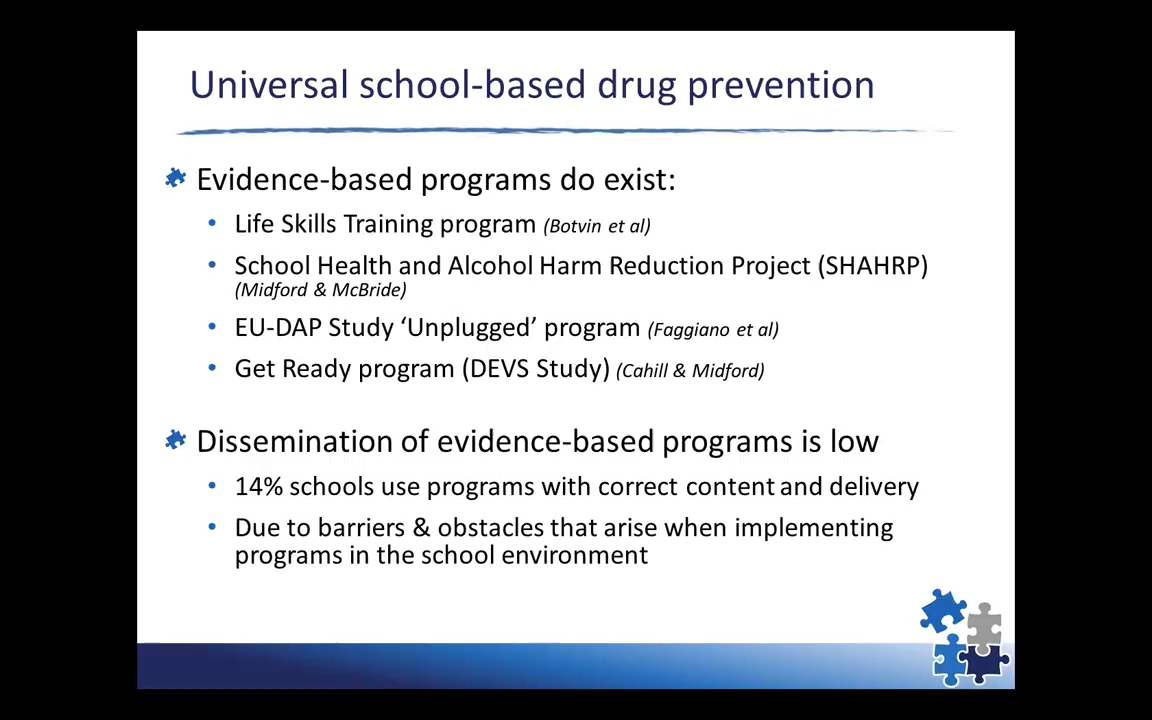 Universal school-based drug prevention
Evidence-based programs do exist:
• Life Skills Training program (Botvin et al)
• School Health and Alcohol Harm Reduction Project (SHAHRP)
(Midford & McBride)
• EU-DAP Study ‘Unplugged’ program (Faggiano et al)
• Get Ready program (DEVS Study) (Cahill & Midford)
Dissemination of evidence-based programs is low
• 14% schools use programs with correct content and delivery
• Due to barriers & obstacles that arise when implementing
programs in the school environment